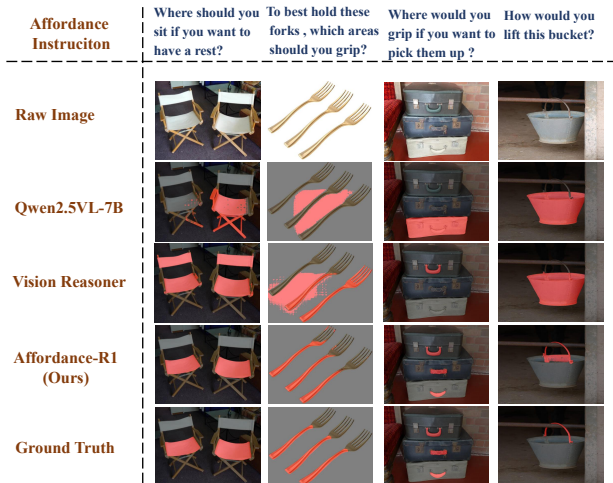 Affordance
Instruciton
Where should you
sit if you want to
have a rest?
To best hold these
forks , which areas
should you grip?
Where would you
grip if you want to
pick them up ?
How would you
lift this bucket?
Raw Image
Qwen2.5VL-7B
Vision Reasoner
Affordance-R1
(Ours)
Ground Truth